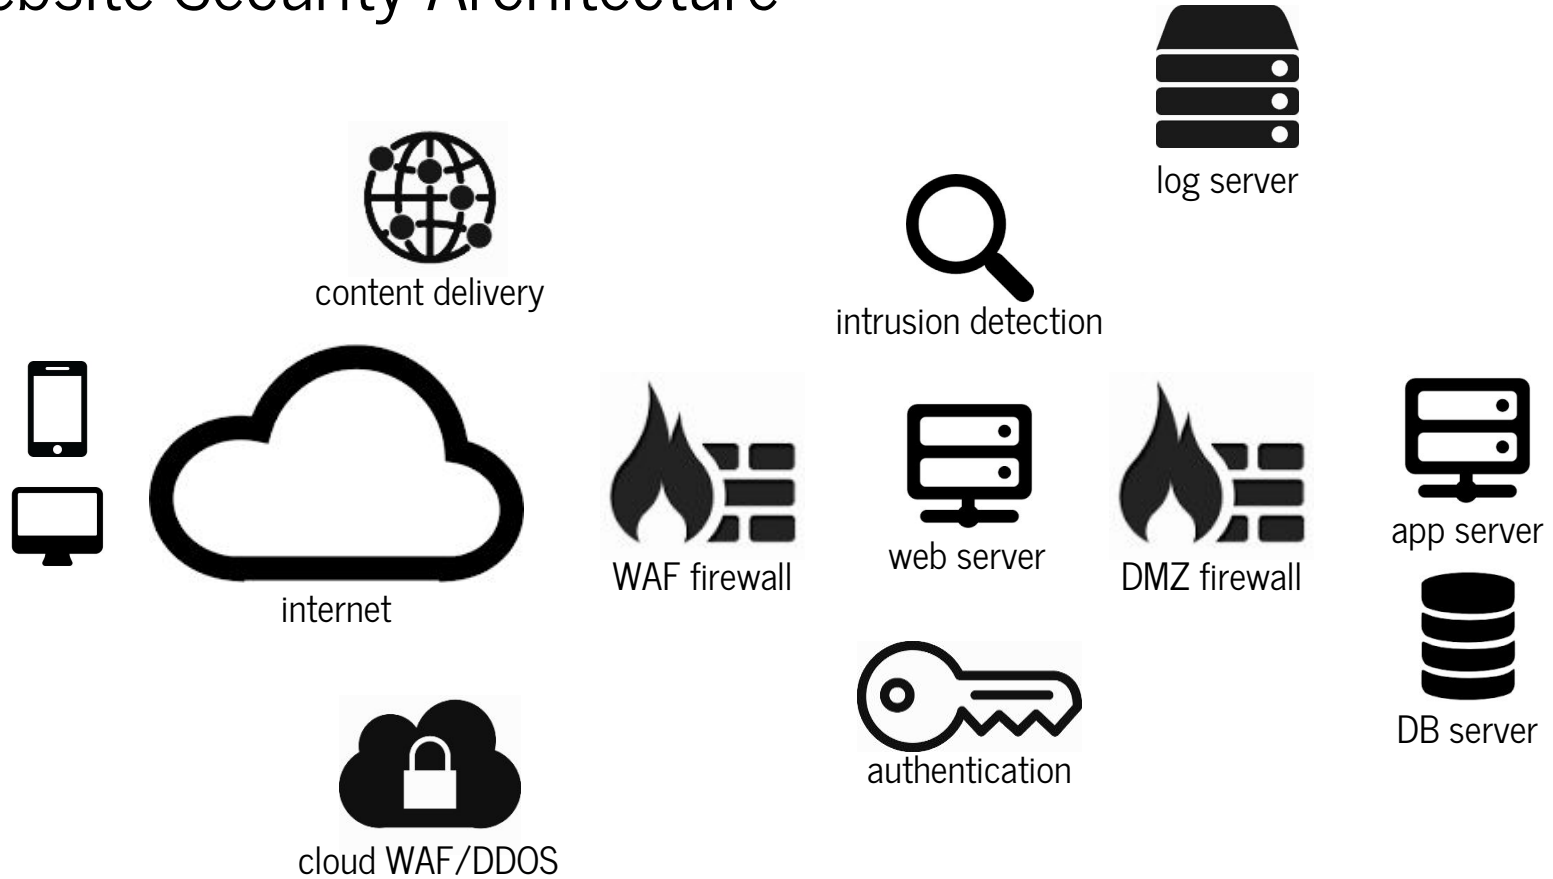 Security Architecture
log server
content delivery
intrusion detection
app server
web server
WAF firewall
DMZ firewall
internet
DB server
authentication
cloud WAF/DDOS